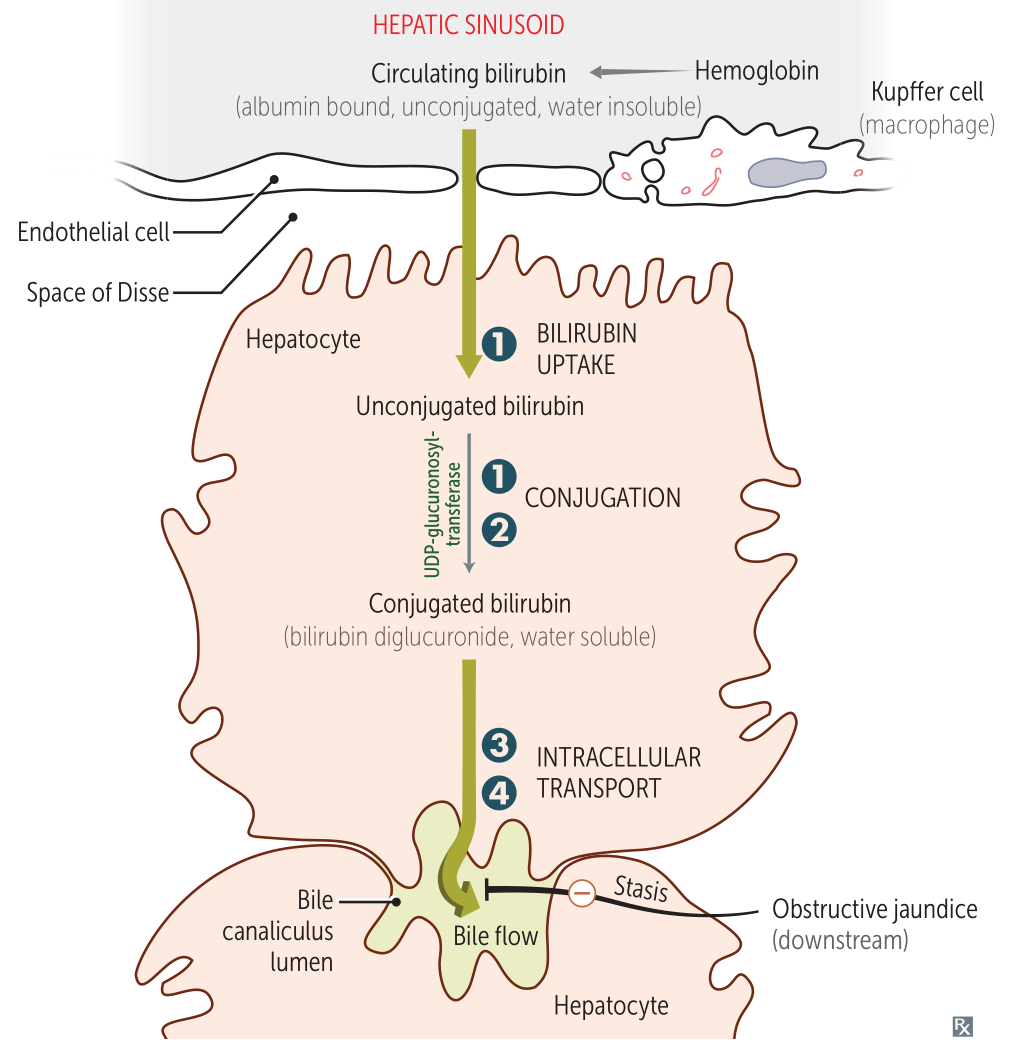 HEPATIC SINUSOID
Circulating bilirubin
Hemoglobin
(albumin bound, unconjugated, water insoluble)
Kupffer cell
(macrophage)
Endothelial cell
Space of Disse
Hepatocyte
1
BILIRUBIN
UPTAKE
Unconjugated bilirubin
UDP-glucuronosyl-
transferase
1
2
CONJUGATION
Conjugated bilirubin
(bilirubin diglucuronide, water soluble)
3
4
INTRACELLULAR
TRANSPORT
Bile
canaliculus
lumen
Bile flow
Stasis
Obstructive jaundice
(downstream)
Hepatocyte
Rx